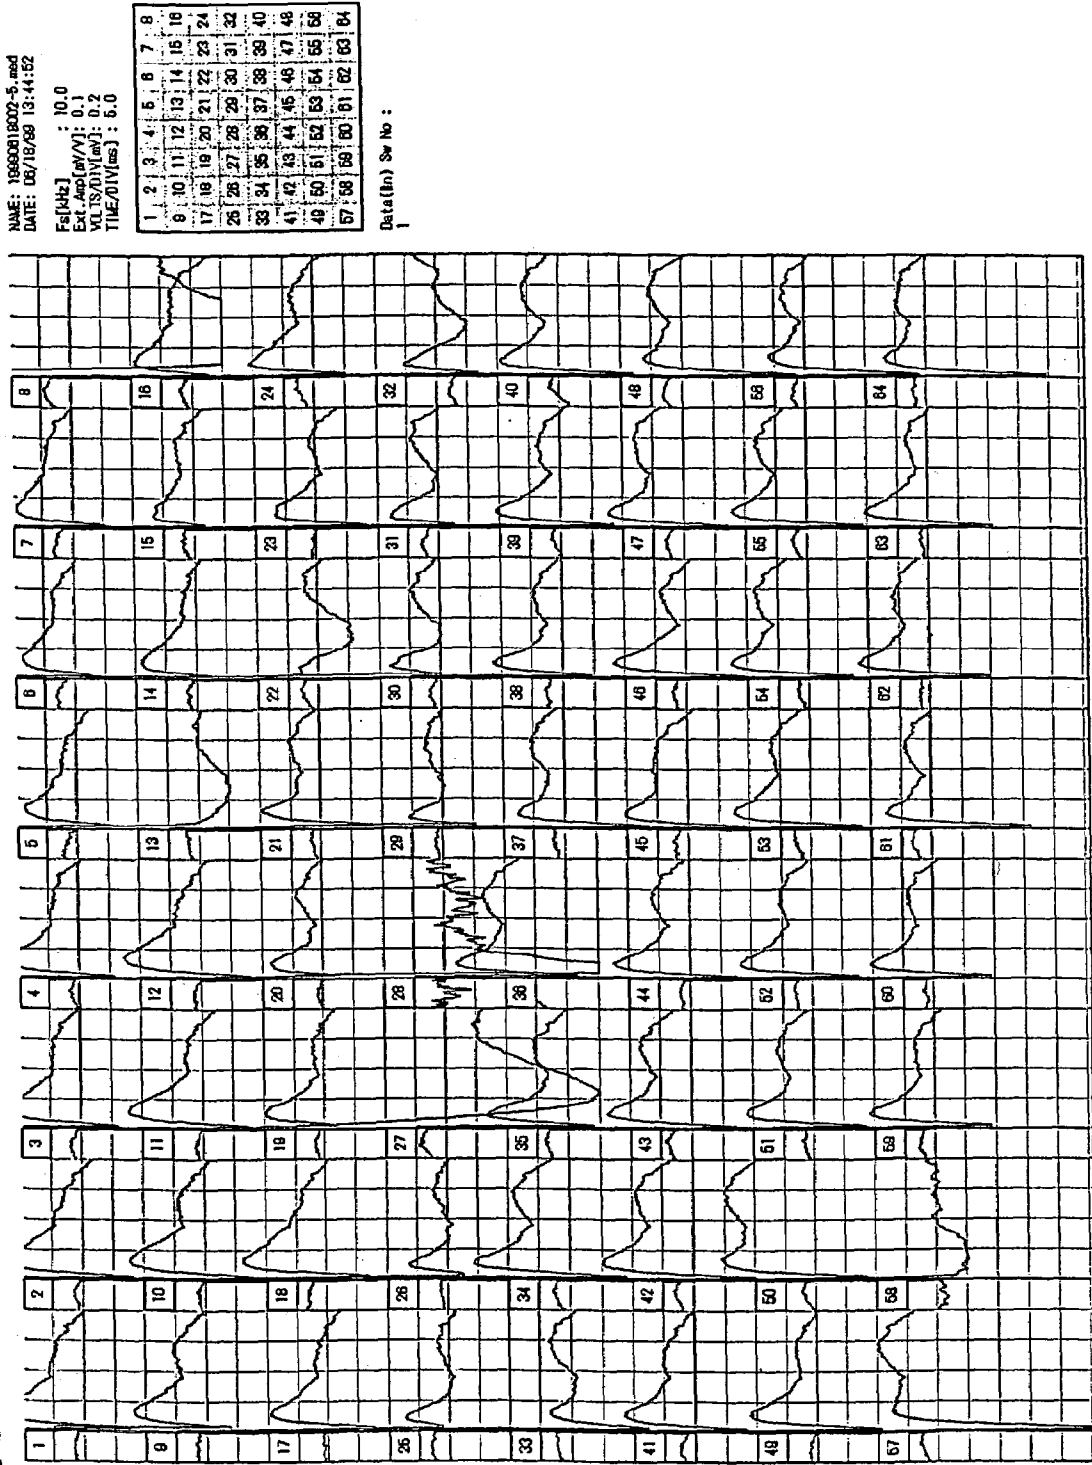 NAME: 19990618002-5.med
DATE: 06/18/99 13:44:52
Fs[kHz] : 10.0
Ext.Amp[mV/V]: 0.1
VOLTS/DIV[mV]: 0.2
TIME/DIV[ms] : 5.0
1 2 3 4 5 6 7 8
9 10 11 12 13 14 15 16
17 18 19 20 21 22 23 24
25 26 27 28 29 30 31 32
33 34 35 36 37 38 39 40
41 42 43 44 45 46 47 48
49 50 51 52 53 54 55 56
57 58 59 60 61 62 63 64
Data(In) Sw No :
1
1 2 3 4 5 6 7 8
9 10 11 12 13 14 15 16
17 18 19 20 21 22 23 24
25 26 27 28 29 30 31 32
33 34 35 36 37 38 39 40
41 42 43 44 45 46 47 48
49 50 51 52 53 54 55 56
57 58 59 60 61 62 63 64